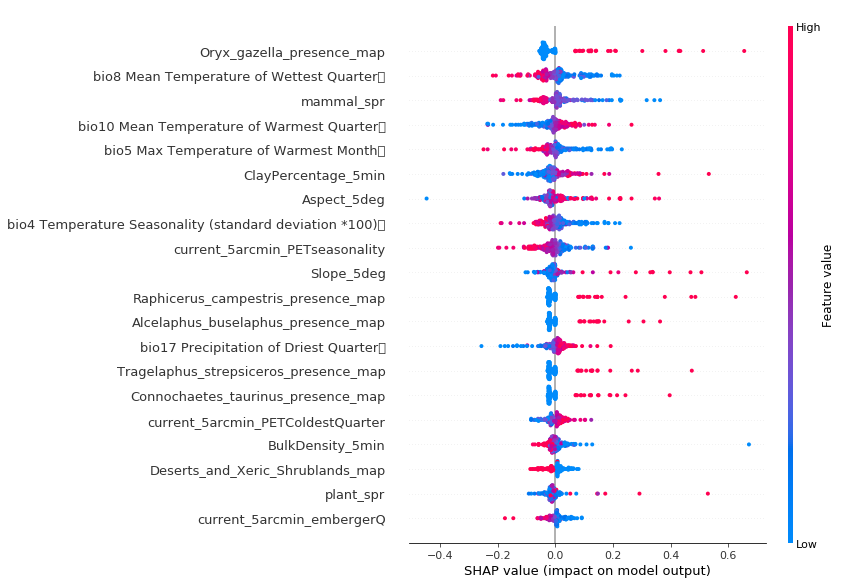 High
Oryx_gazella_presence_map
bio8 Mean Temperature of Wettest Quarter
mammal_spr
bio10 Mean Temperature of Warmest Quarter
bio5 Max Temperature of Warmest Month
ClayPercentage_5min
Aspect_5deg
bio4 Temperature Seasonality (standard deviation *100)
current_5arcmin_PETseasonality
Slope_5deg
Raphicerus_campestris_presence_map
Alcelaphus_buselaphus_presence_map
bio17 Precipitation of Driest Quarter
Tragelaphus_strepsiceros_presence_map
Connochaetes_taurinus_presence_map
current_5arcmin_PETColdestQuarter
BulkDensity_5min
Deserts_and_Xeric_Shrublands_map
plant_spr
current_5arcmin_embergerQ
Feature value
Low
−0.4 −0.2 0.0 0.2 0.4 0.6
SHAP value (impact on model output)